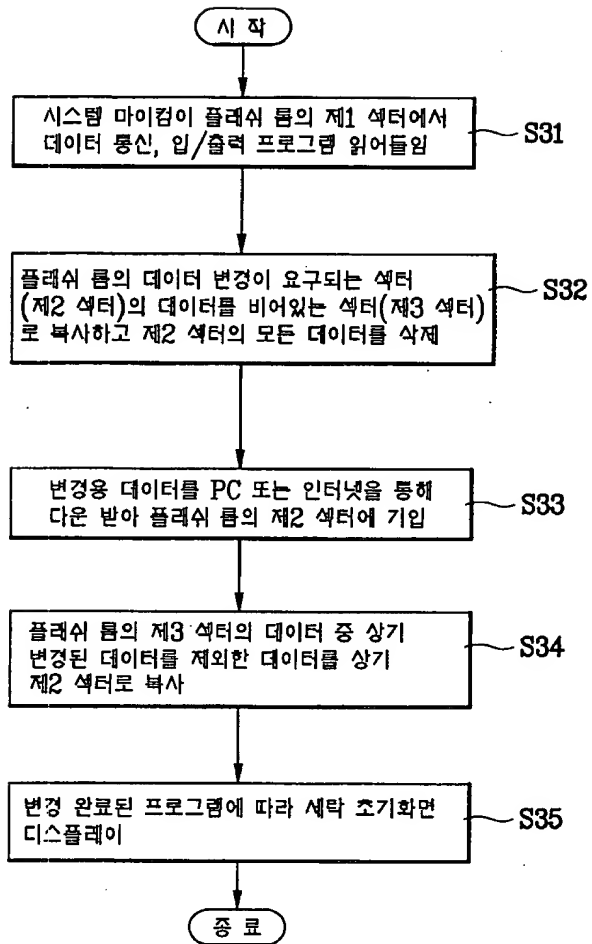 시 작
시스템 마이컴이 플래쉬 롬의 제1 섹터에서
데이터 통신, 입/출력 프로그램 읽어들임
S31
플래쉬 롬의 데이터 변경이 요구되는 섹터
(제2 섹터)의 데이터를 비어있는 섹터(제3 섹터)
로 복사하고 제2 섹터의 모든 데이터를 삭제
S32
변경용 데이터를 PC 또는 인터넷을 통해
다운 받아 플래쉬 롬의 제2 섹터에 기입
S33
플래쉬 롬의 제3 섹터의 데이터 중 상기
변경된 데이터를 제외한 데이터를 상기
제2 섹터로 복사
S34
변경 완료된 프로그램에 따라 세탁 초기화면
디스플레이
S35
종 료